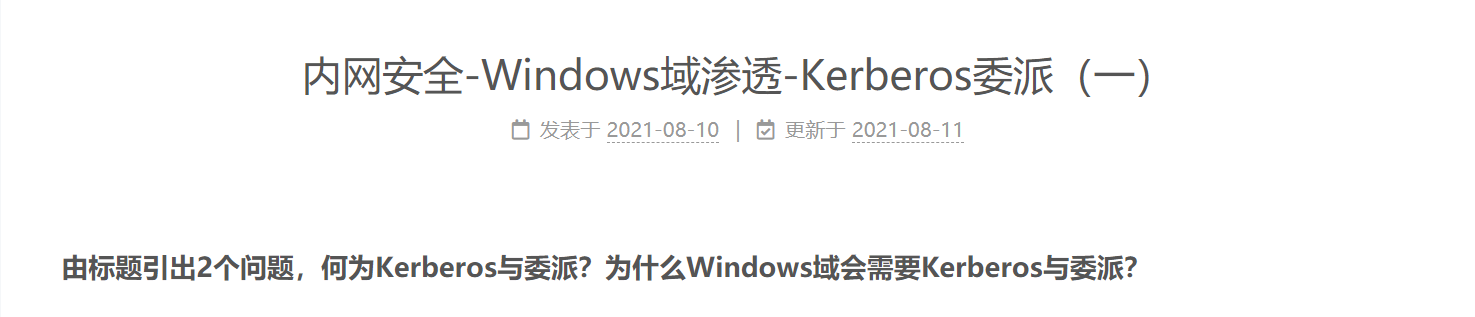 内网安全-Windows域渗透-Kerberos委派（一）
发表于 2021-08-10 | 更新于 2021-08-11
由标题引出2个问题，何为Kerberos与委派？为什么Windows域会需要Kerberos与委派？